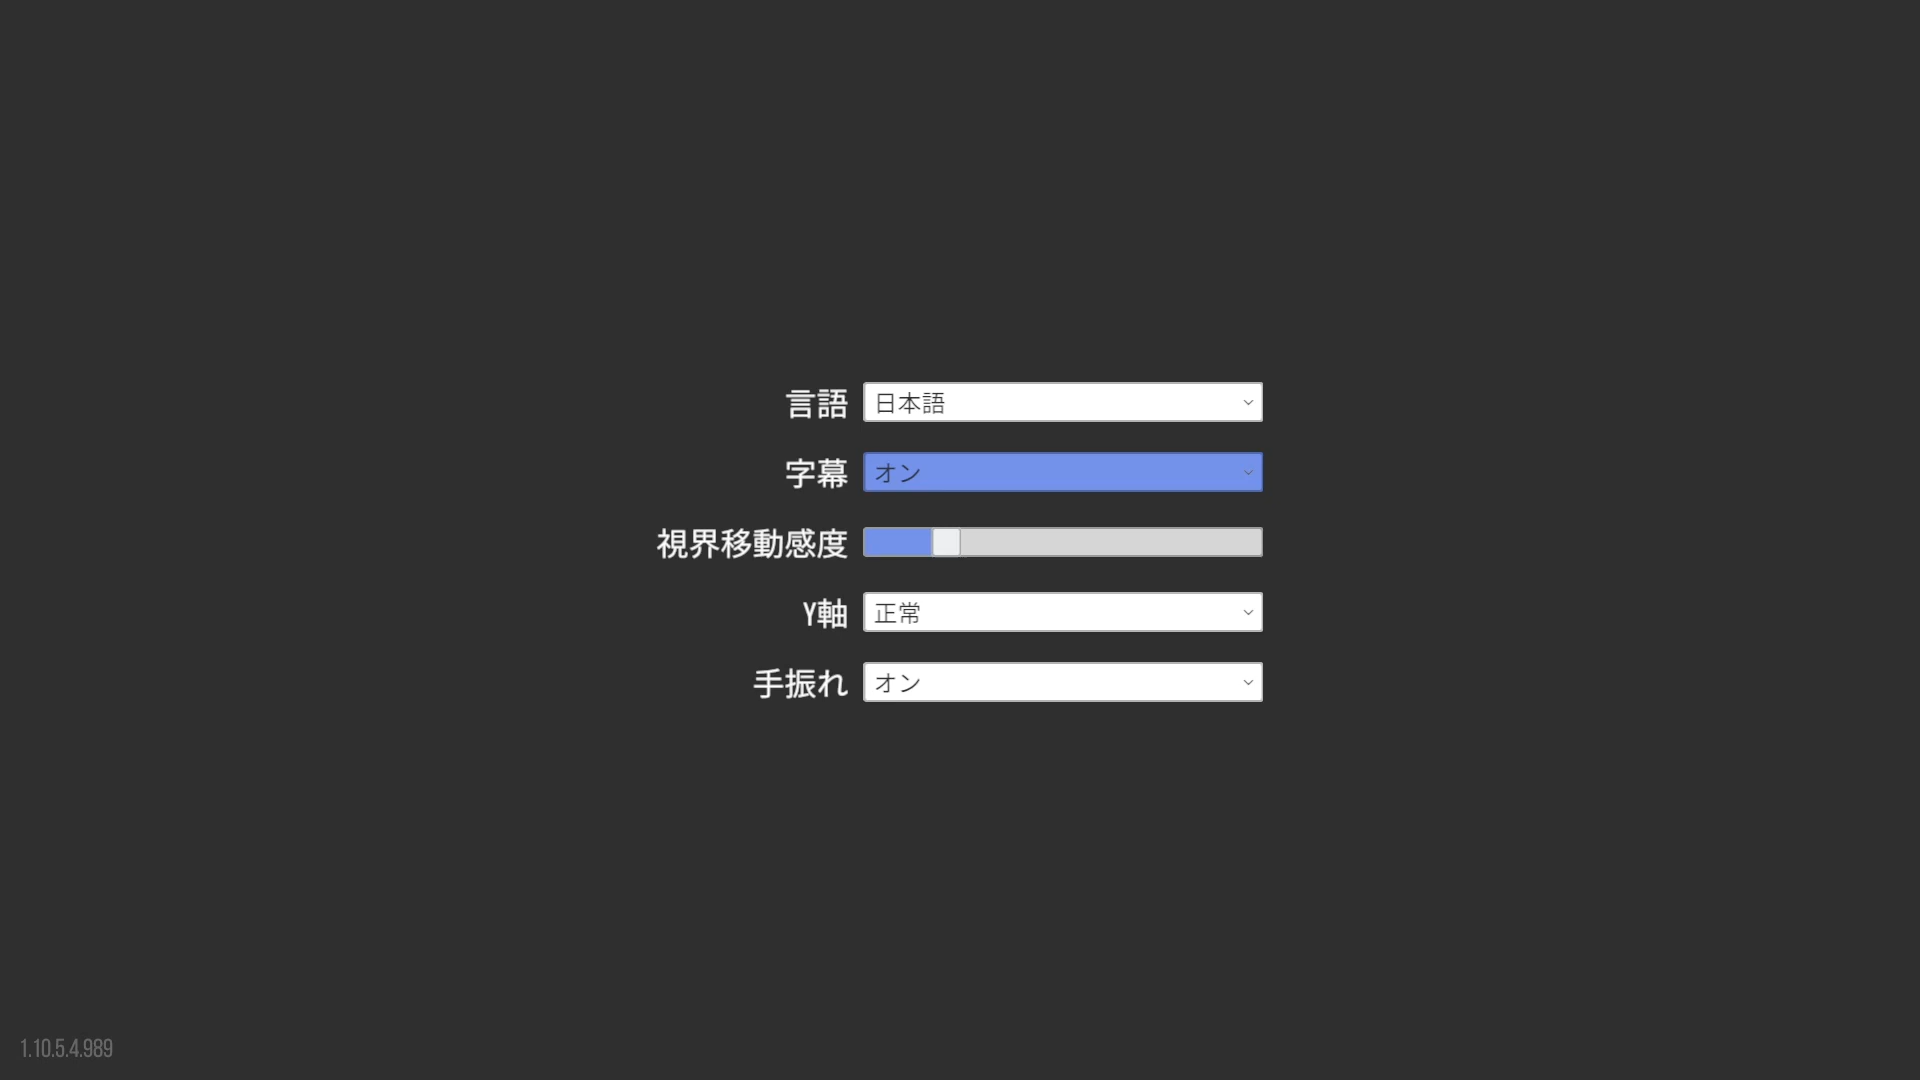 言語 日本語
字幕 オン
視界移動感度
Y軸 正常
手振れ オン
1.10.5.4.989